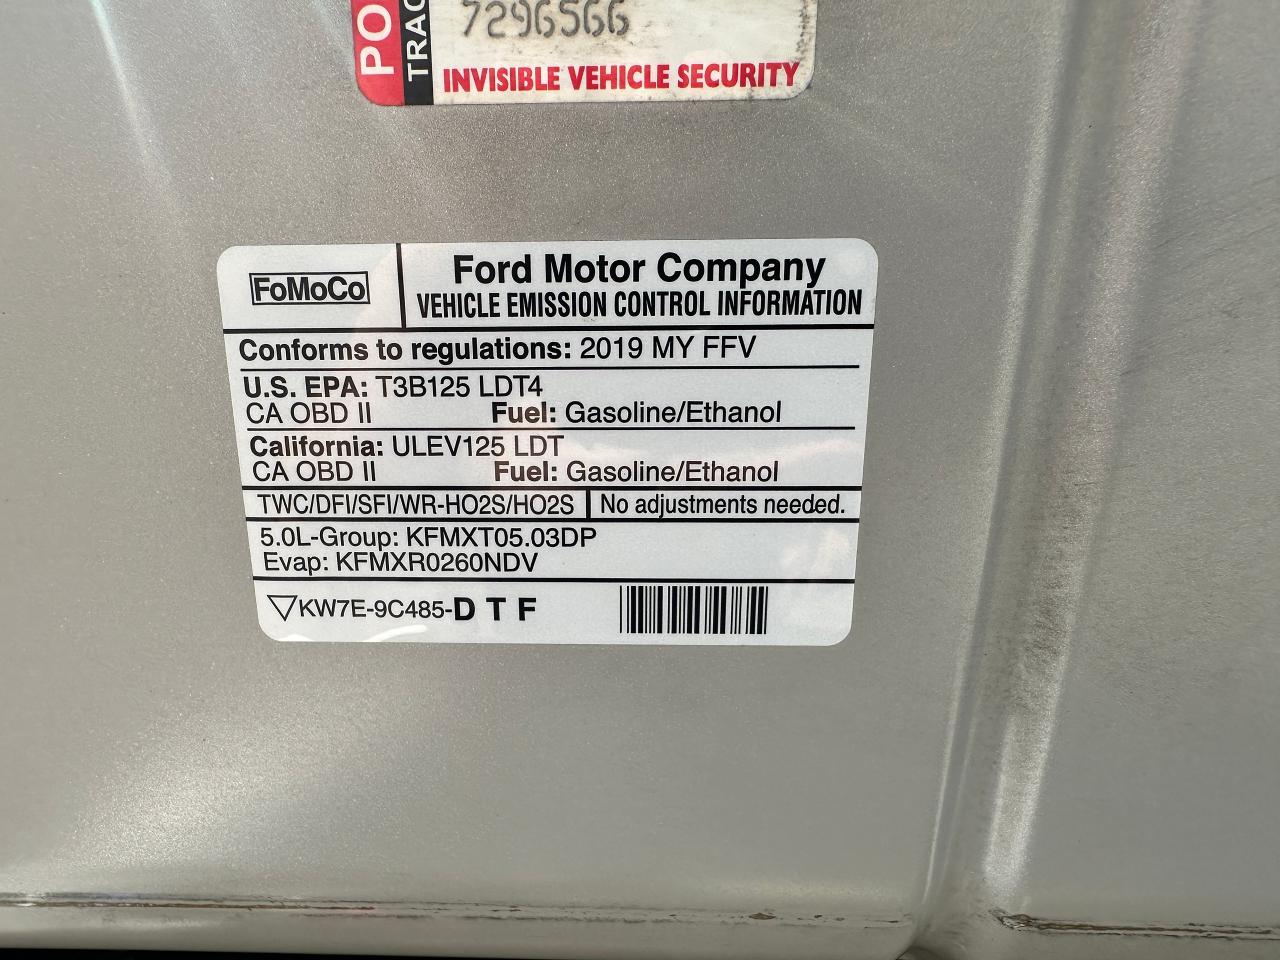 7296566
INVISIBLE VEHICLE SECURITY
FoMoCo
Ford Motor Company
VEHICLE EMISSION CONTROL INFORMATION
Conforms to regulations: 2019 MY FFV
U.S. EPA: T3B125 LDT4
CA OBD II Fuel: Gasoline/Ethanol
California: ULEV125 LDT
CA OBD II Fuel: Gasoline/Ethanol
TWC/DFI/SFI/WR-HO2S/HO2S No adjustments needed.
5.0L-Group: KFMXT05.03DP
Evap: KFMXR0260NDV
KW7E-9C485-D T F